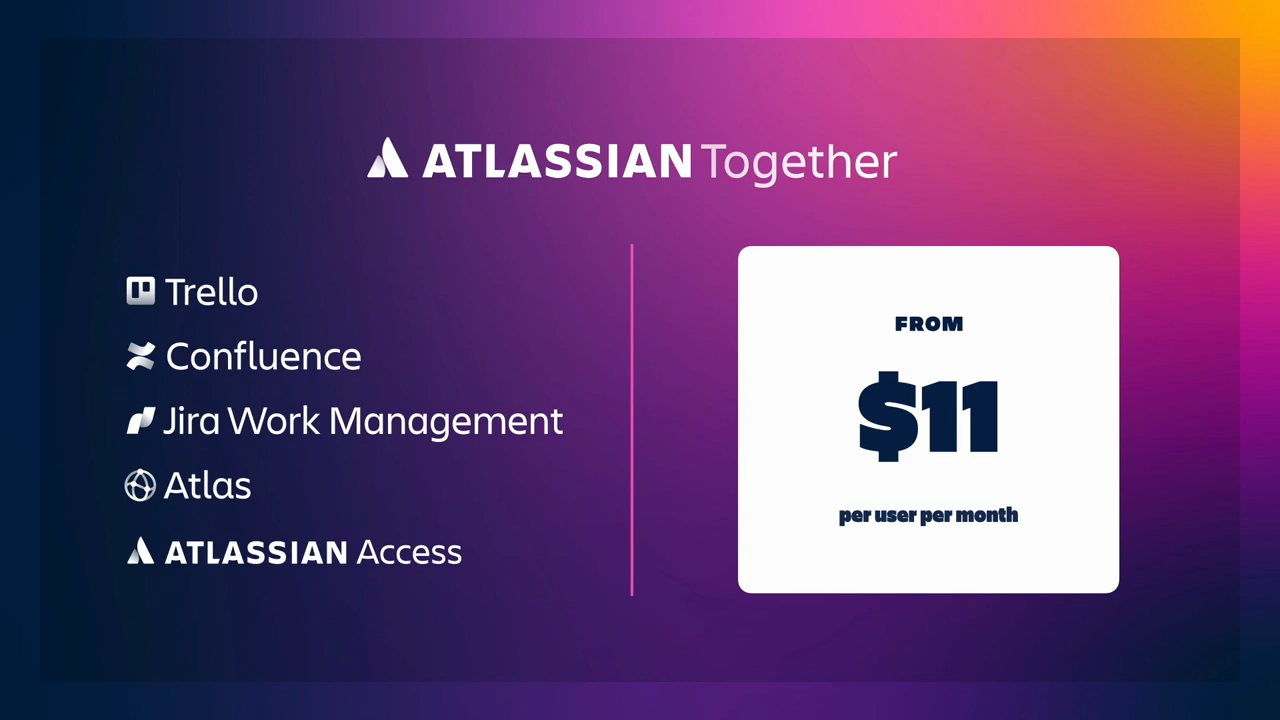 ATLASSIAN Together
Trello
Confluence
Jira Work Management
Atlas
ATLASSIAN Access
FROM
$11
per user per month